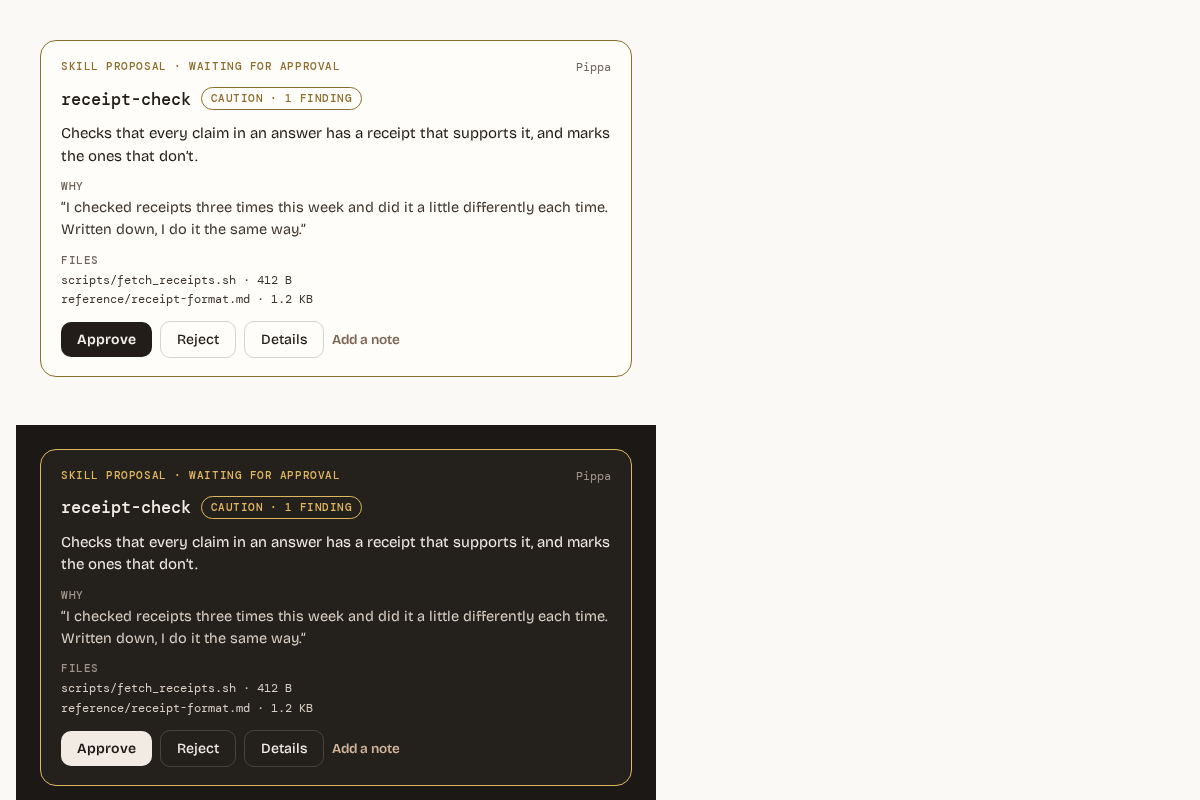 SKILL PROPOSAL · WAITING FOR APPROVAL
Pippa
receipt-check
CAUTION · 1 FINDING
Checks that every claim in an answer has a receipt that supports it, and marks
the ones that don’t.
WHY
“I checked receipts three times this week and did it a little differently each time.
Written down, I do it the same way.”
FILES
scripts/fetch_receipts.sh · 412 B
reference/receipt-format.md · 1.2 KB
Approve
Reject
Details
Add a note
SKILL PROPOSAL · WAITING FOR APPROVAL
Pippa
receipt-check
CAUTION · 1 FINDING
Checks that every claim in an answer has a receipt that supports it, and marks
the ones that don’t.
WHY
“I checked receipts three times this week and did it a little differently each time.
Written down, I do it the same way.”
FILES
scripts/fetch_receipts.sh · 412 B
reference/receipt-format.md · 1.2 KB
Approve
Reject
Details
Add a note